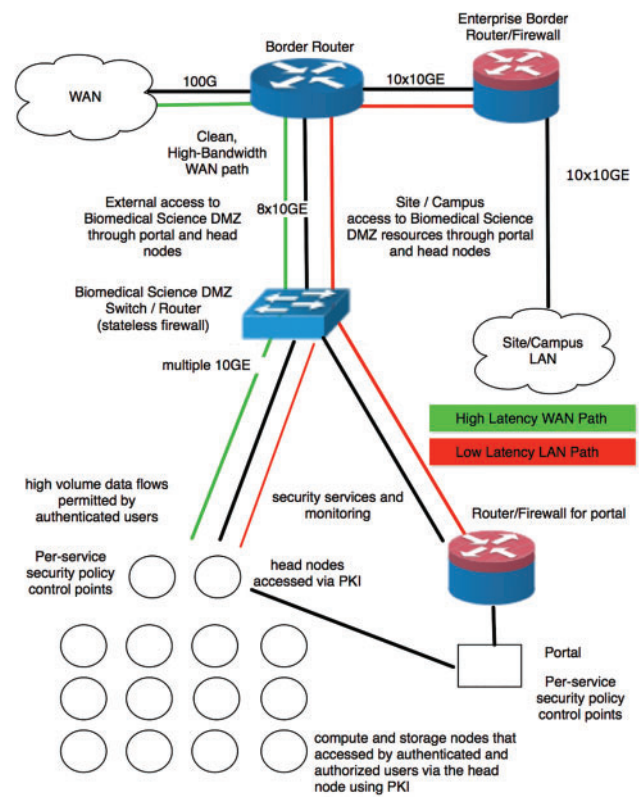 Enterprise Border
Router/Firewall
Border Router
WAN
100G
10x10GE
Clean,
High-Bandwidth
WAN path
10x10GE
External access to
Biomedical Science DMZ
through portal and head
nodes
8x10GE
Site / Campus
access to Biomedical Science
DMZ resources through portal
and head nodes
Biomedical Science DMZ
Switch / Router
(stateless firewall)
Site/Campus
LAN
multiple 10GE
High Latency WAN Path
Low Latency LAN Path
high volume data flows
permitted by
authenticated users
security services and
monitoring
Router/Firewall for portal
Per-service
security policy
control points
head nodes
accessed via PKI
Portal
Per-service
security policy
control points
compute and storage nodes that
accessed by authenticated and
authorized users via the head
node using PKI